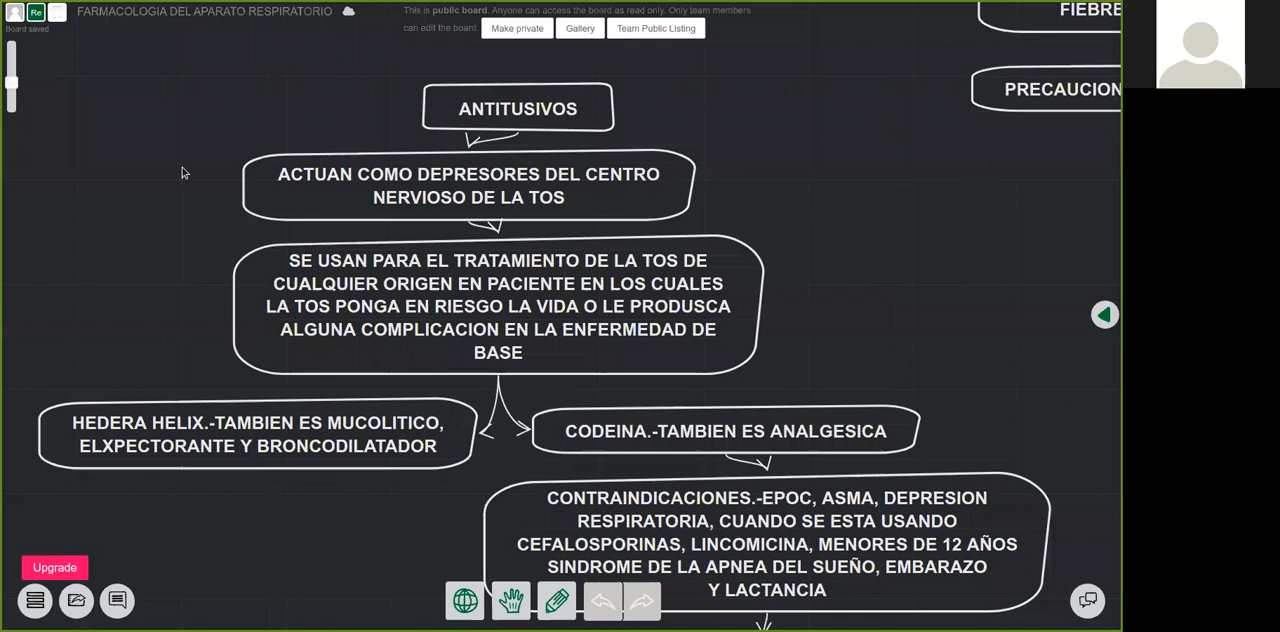 Re
FARMACOLOGIA DEL APARATO RESPIRATORIO
Board saved
This is public board. Anyone can access the board as read only. Only team members
can edit the board.
Make private
Gallery
Team Public Listing
FIEBRE
PRECAUCION
ANTITUSIVOS
ACTUAN COMO DEPRESORES DEL CENTRO
NERVIOSO DE LA TOS
SE USAN PARA EL TRATAMIENTO DE LA TOS DE
CUALQUIER ORIGEN EN PACIENTE EN LOS CUALES
LA TOS PONGA EN RIESGO LA VIDA O LE PRODUSCA
ALGUNA COMPLICACION EN LA ENFERMEDAD DE
BASE
HEDERA HELIX.-TAMBIEN ES MUCOLITICO,
ELXPECTORANTE Y BRONCODILATADOR
CODEINA.-TAMBIEN ES ANALGESICA
CONTRAINDICACIONES.-EPOC, ASMA, DEPRESION
RESPIRATORIA, CUANDO SE ESTA USANDO
CEFALOSPORINAS, LINCOMICINA, MENORES DE 12 AÑOS
SINDROME DE LA APNEA DEL SUEÑO, EMBARAZO
Y LACTANCIA
Upgrade